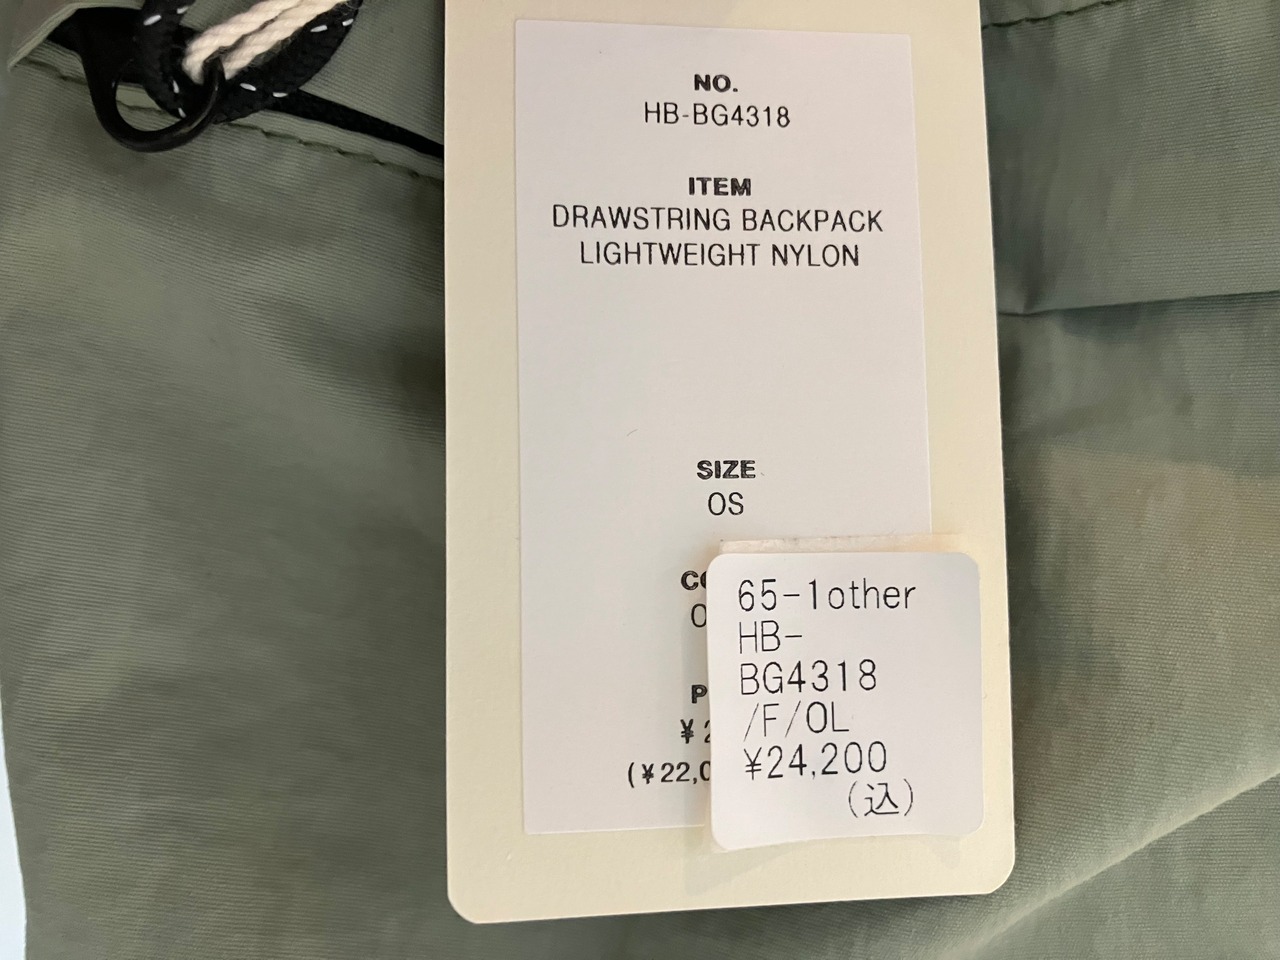 NO.
HB-BG4318
ITEM
DRAWSTRING BACKPACK
LIGHTWEIGHT NYLON
SIZE
OS
65-1other
HB-
BG4318
/F/OL
¥24,200
(込)